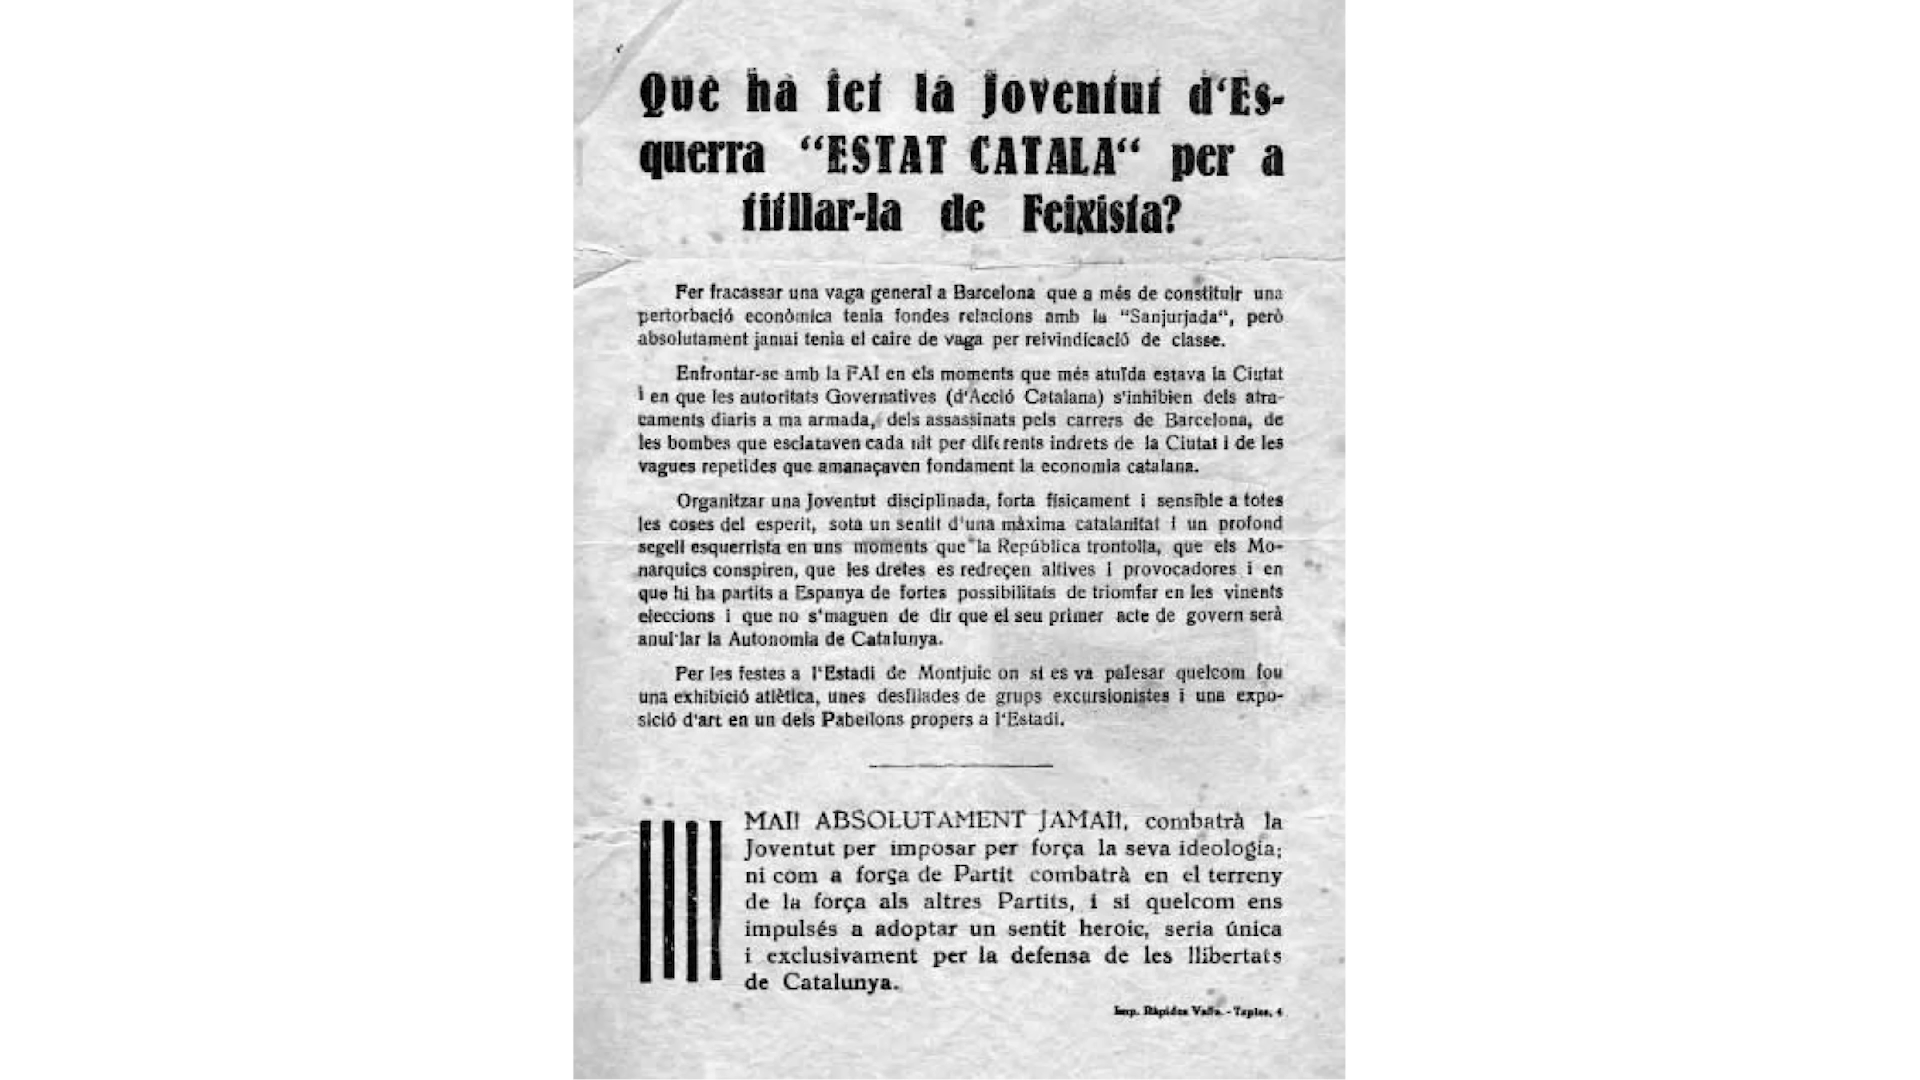 Què ha fet la Joventut d'Es-
querra “ESTAT CATALA“ per a
titllar-la de Feixista?
Fer fracassar una vaga general a Barcelona que a més de constituir una
pertorbació econòmica tenia fondes relacions amb la “Sanjurjada“, però
absolutament jamai tenia el caire de vaga per reivindicació de classe.
Enfrontar-se amb la FAI en els moments que més atuïda estava la Ciutat
i en que les autoritats Governatives (d'Acció Catalana) s'inhibien dels atra-
caments diaris a ma armada, dels assassinats pels carrers de Barcelona, de
les bombes que esclataven cada nit per diferents indrets de la Ciutat i de les
vagues repetides que amanaçaven fondament la economia catalana.
Organitzar una Joventut disciplinada, forta físicament i sensible a totes
les coses del esperit, sota un sentit d'una màxima catalanitat i un profond
segell esquerrista en uns moments que la República trontolla, que els Mo-
narquics conspiren, que les dretes es redreçen altives i provocadores i en
que hi ha partits a Espanya de fortes possibilitats de triomfar en les vinents
eleccions i que no s'maguen de dir que el seu primer acte de govern serà
anul·lar la Autonomia de Catalunya.
Per les festes a l'Estadi de Montjuic on si es va palesar quelcom fou
una exhibició atlètica, unes desfilades de grups excursionistes i una expo-
sició d'art en un dels Pabellons propers a l'Estadi.
MAI! ABSOLUTAMENT JAMAI!, combatrà la
Joventut per imposar per força la seva ideologia;
ni com a força de Partit combatrà en el terreny
de la força als altres Partits, i si quelcom ens
impulsés a adoptar un sentit heroic, seria única
i exclusivament per la defensa de les llibertats
de Catalunya.
Imp. Ràpides - Taples, 4